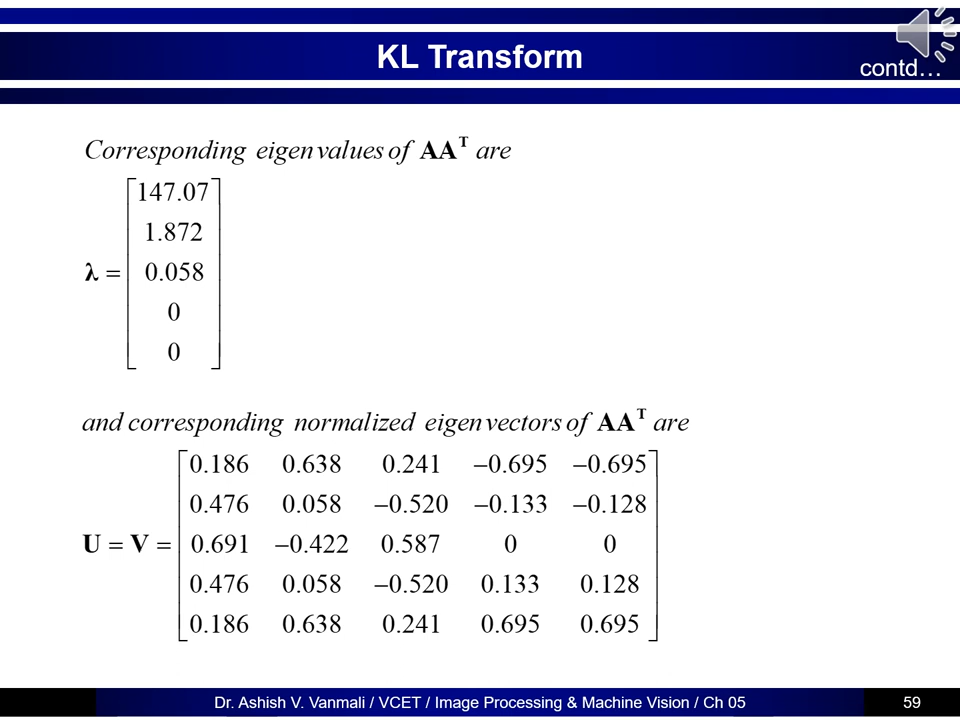 KL Transform
contd…
Corresponding eigen values of AAᵀ are
λ = [147.07
1.872
0.058
0
0]
and corresponding normalized eigen vectors of AAᵀ are
U = V = [0.186 0.638 0.241 −0.695 −0.695
0.476 0.058 −0.520 −0.133 −0.128
0.691 −0.422 0.587 0 0
0.476 0.058 −0.520 0.133 0.128
0.186 0.638 0.241 0.695 0.695]
Dr. Ashish V. Vanmali / VCET / Image Processing & Machine Vision / Ch 05
59